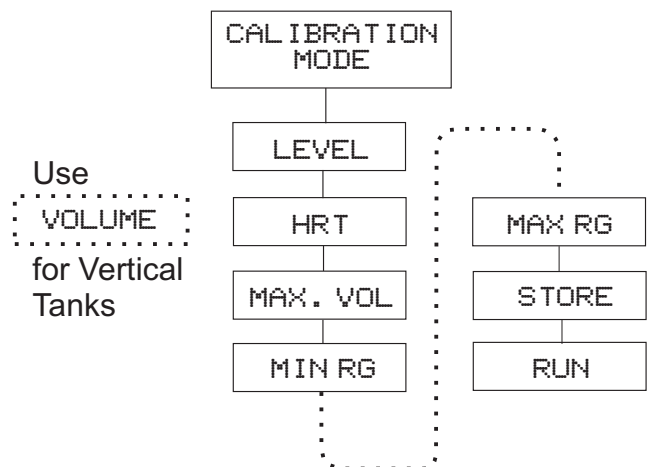 CALIBRATION
MODE
LEVEL
Use
VOLUME
for Vertical
Tanks
HRT
MAX. VOL
MIN RG
MAX RG
STORE
RUN